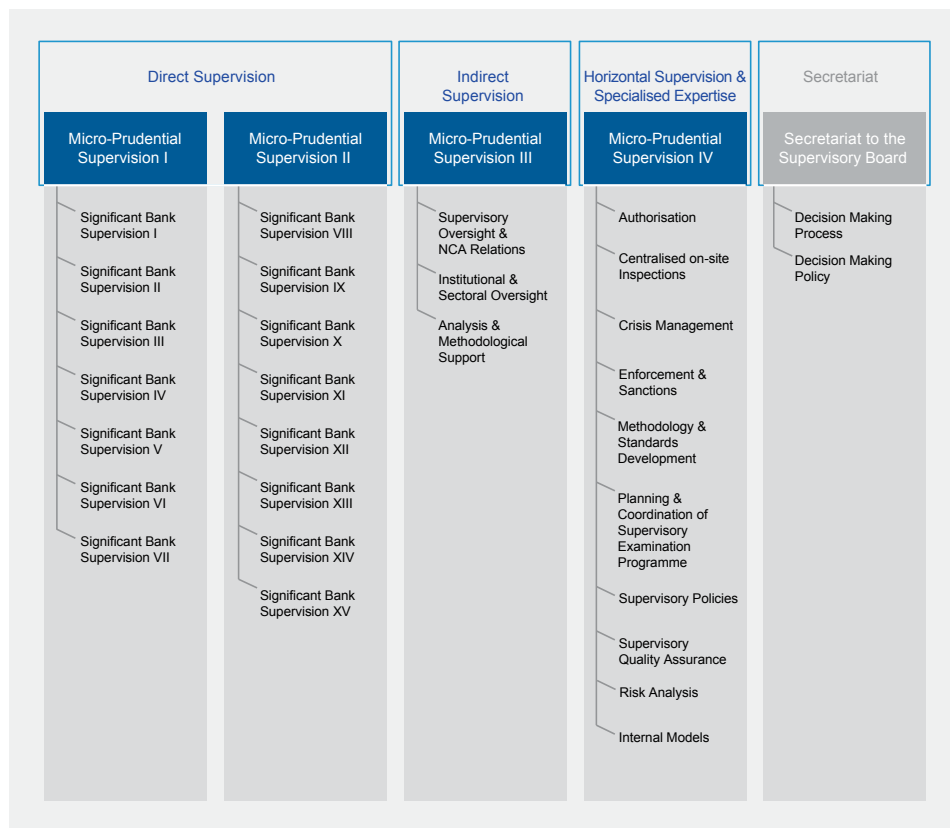 Direct Supervision
Indirect
Supervision
Horizontal Supervision &
Specialised Expertise
Secretariat
Micro-Prudential
Supervision I
Micro-Prudential
Supervision II
Micro-Prudential
Supervision III
Micro-Prudential
Supervision IV
Secretariat to the
Supervisory Board
Significant Bank
Supervision I
Significant Bank
Supervision II
Significant Bank
Supervision III
Significant Bank
Supervision IV
Significant Bank
Supervision V
Significant Bank
Supervision VI
Significant Bank
Supervision VII
Significant Bank
Supervision VIII
Significant Bank
Supervision IX
Significant Bank
Supervision X
Significant Bank
Supervision XI
Significant Bank
Supervision XII
Significant Bank
Supervision XIII
Significant Bank
Supervision XIV
Significant Bank
Supervision XV
Supervisory
Oversight &
NCA Relations
Institutional &
Sectoral Oversight
Analysis &
Methodological
Support
Authorisation
Centralised on-site
Inspections
Crisis Management
Enforcement &
Sanctions
Methodology &
Standards
Development
Planning &
Coordination of
Supervisory
Examination
Programme
Supervisory Policies
Supervisory
Quality Assurance
Risk Analysis
Internal Models
Decision Making
Process
Decision Making
Policy